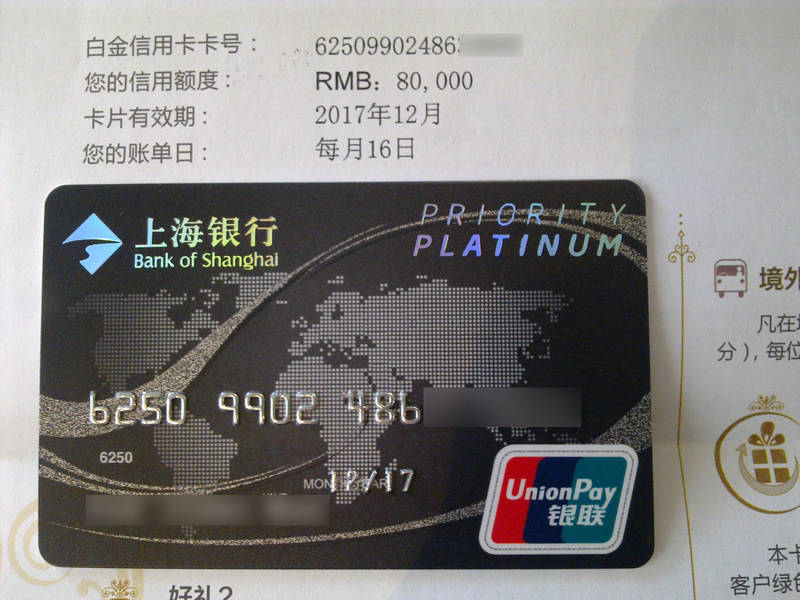 白金信用卡卡号：	62509902486
您的信用额度：	RMB：80,000
卡片有效期：	2017年12月
您的账单日：	每月16日
上海银行
Bank of Shanghai
PRIORITY
PLATINUM
境外
凡在
分），每位
6250 9902 486
6250
12/17
UnionPay
银联
本卡
客户绿色
好礼2